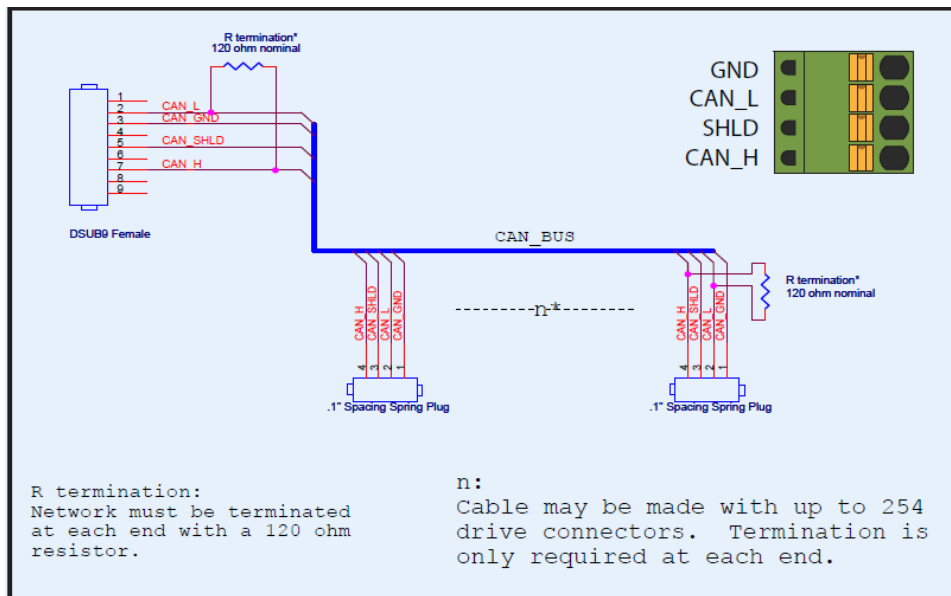 R termination*
120 ohm nominal
GND
CAN_L
SHLD
CAN_H
1
2
3
4
5
6
7
8
9
CAN_L
CAN_GND
CAN_SHLD
CAN_H
DSUB9 Female
CAN_BUS
R termination*
120 ohm nominal
CAN_H
CAN_SHLD
CAN_L
CAN_GND
4
3
2
1
---------n*--------
CAN_H
CAN_SHLD
CAN_L
CAN_GND
4
3
2
1
.1" Spacing Spring Plug
.1" Spacing Spring Plug
R termination:
Network must be terminated
at each end with a 120 ohm
resistor.
n:
Cable may be made with up to 254
drive connectors. Termination is
only required at each end.